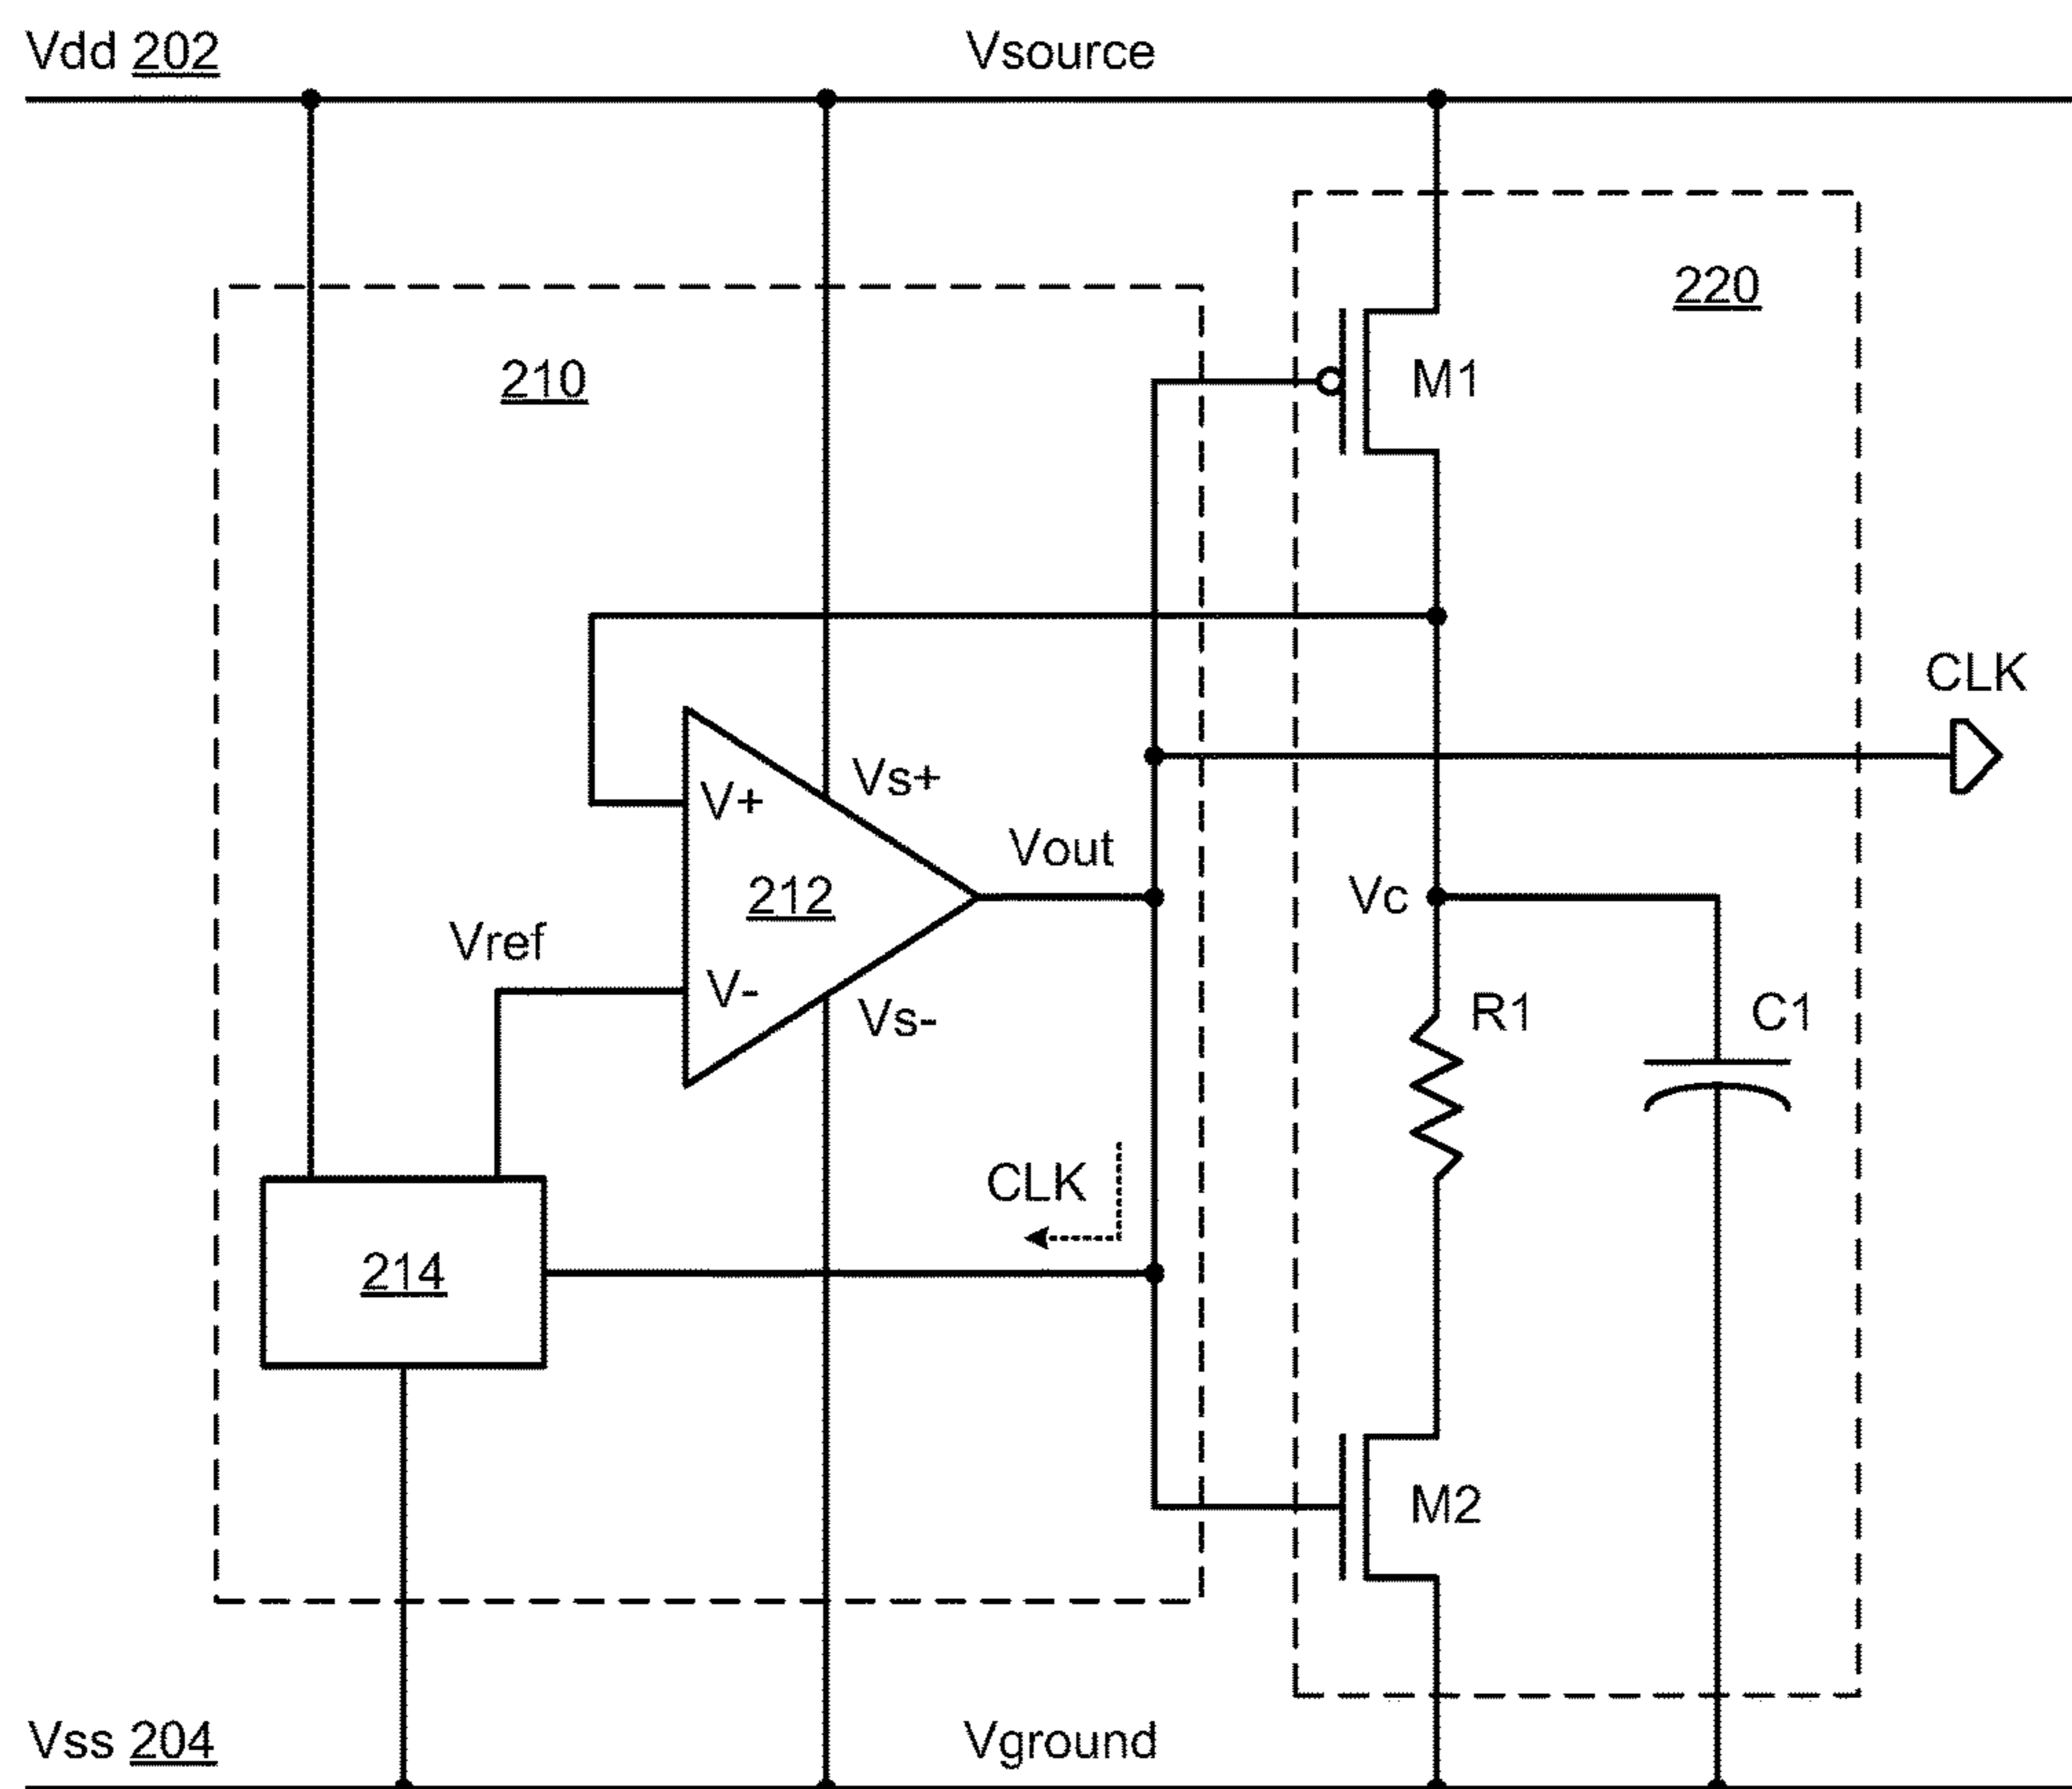 Vdd 202
Vsource
220
210
M1
CLK
V+
Vs+
Vout
212
Vc
Vref
V-
Vs-
R1
C1
CLK
214
M2
Vss 204
Vground